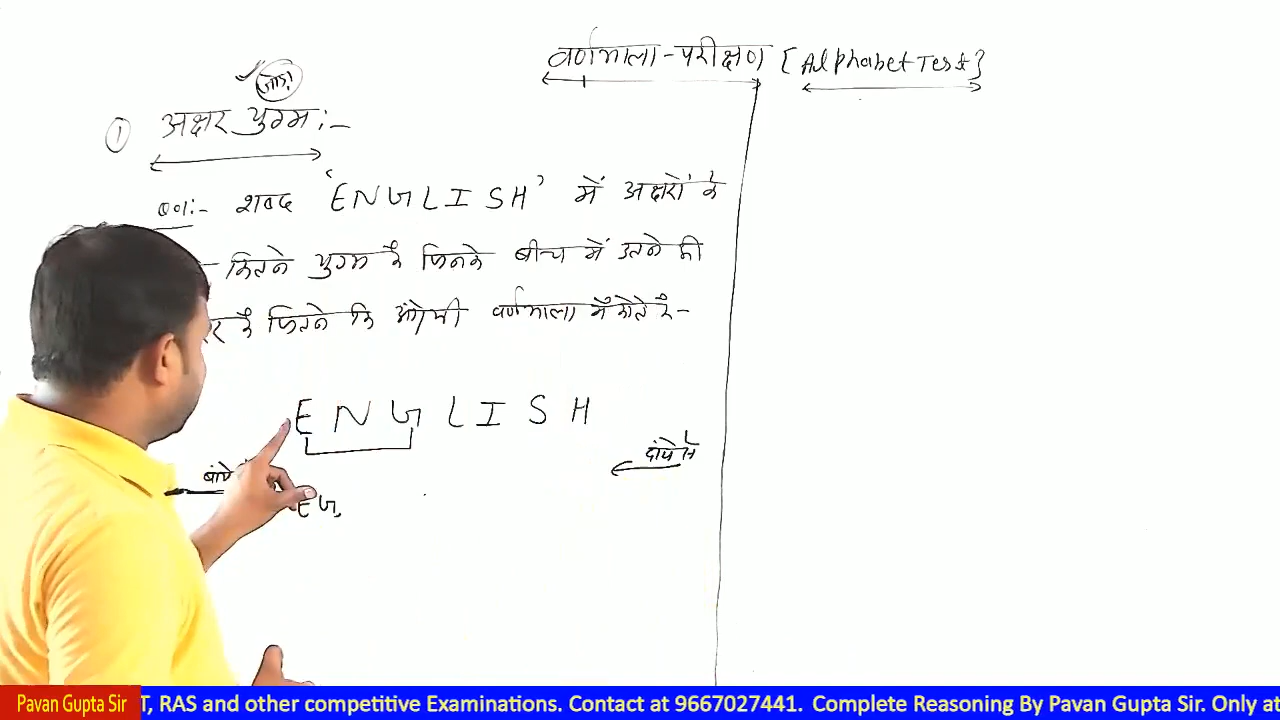 वर्णमाला-परीक्षण [Alphabet Test]
जोड़ा
① अक्षर युग्म :-
Q01:- शब्द 'ENGLISH' में अक्षरों के
कितने युग्म है जिनके बीच में उतने ही
है जितने कि अंग्रेजी वर्णमाला में होते है-
E N G L I S H
दांये से
बांये
EG,
Pavan Gupta Sir
T, RAS and other competitive Examinations. Contact at 9667027441. Complete Reasoning By Pavan Gupta Sir. Only at